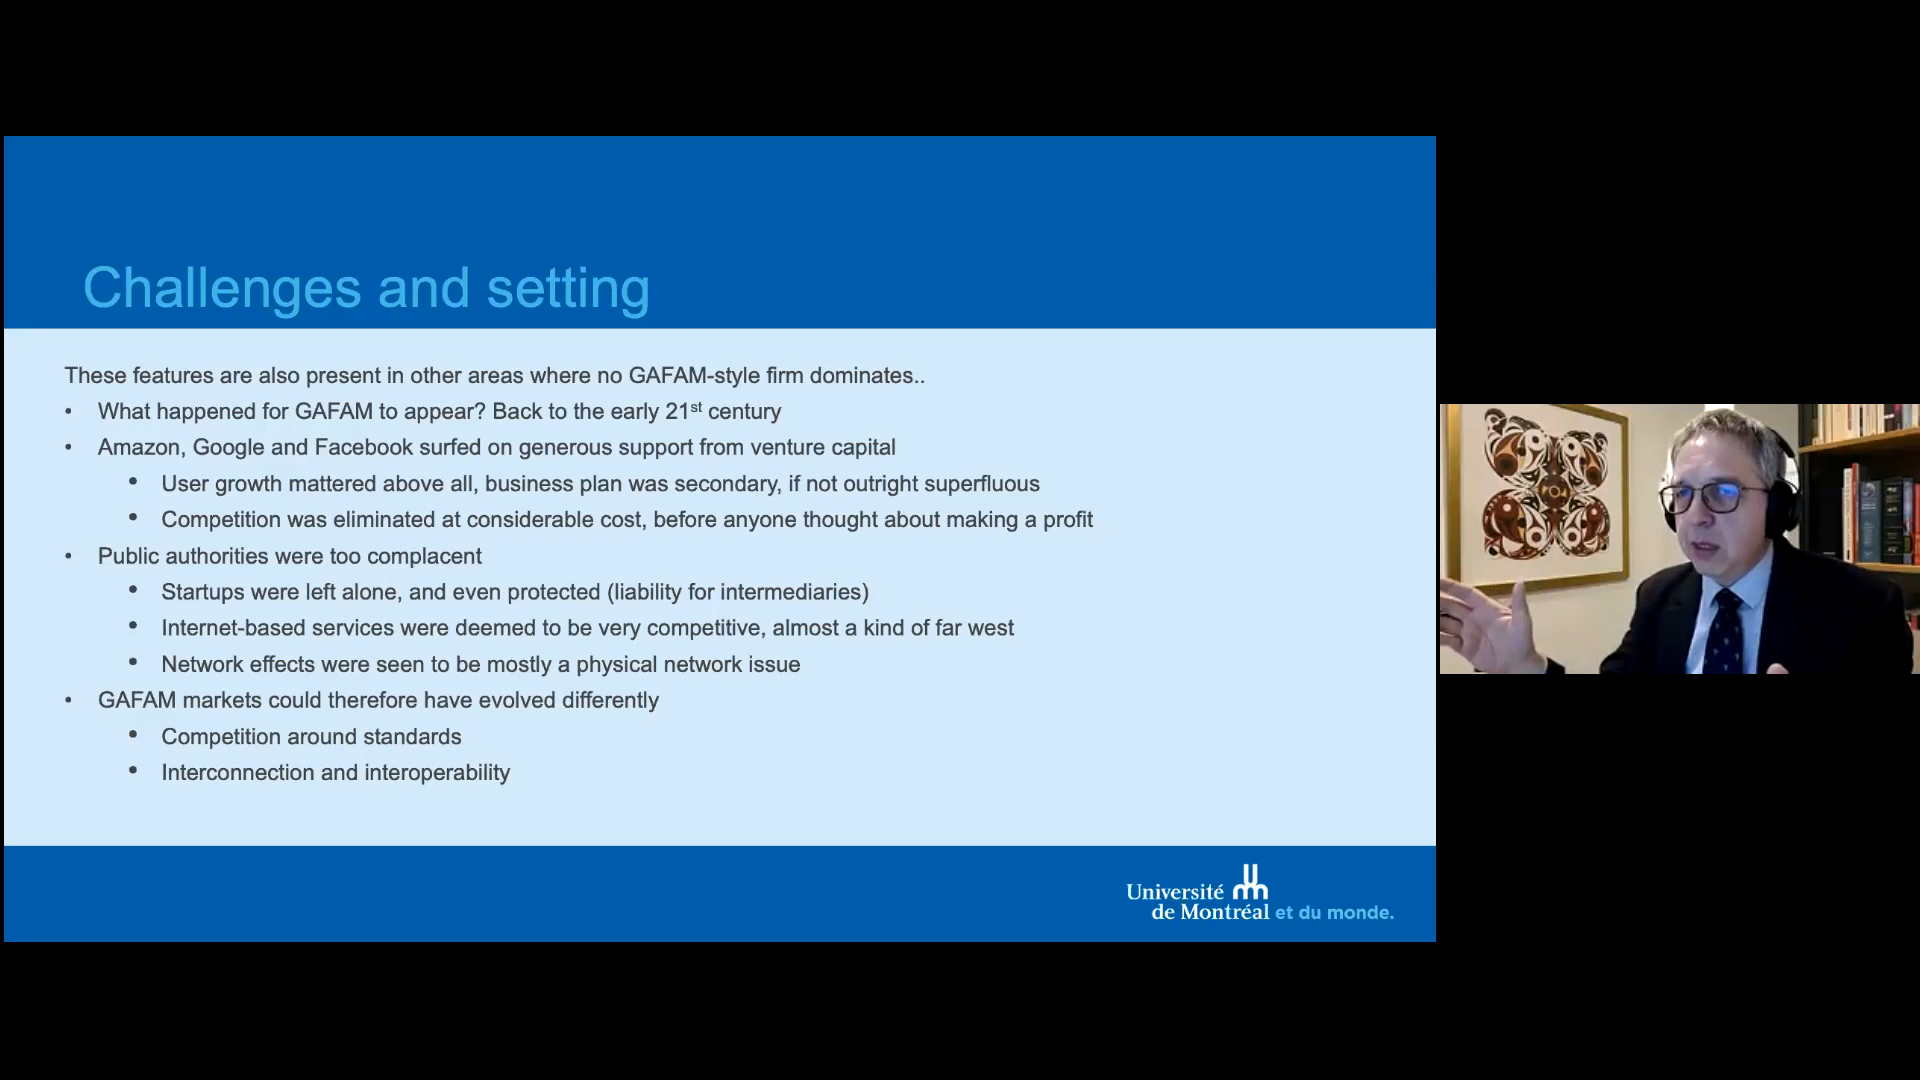 Challenges and setting
These features are also present in other areas where no GAFAM-style firm dominates..
• What happened for GAFAM to appear? Back to the early 21st century
• Amazon, Google and Facebook surfed on generous support from venture capital
• User growth mattered above all, business plan was secondary, if not outright superfluous
• Competition was eliminated at considerable cost, before anyone thought about making a profit
• Public authorities were too complacent
• Startups were left alone, and even protected (liability for intermediaries)
• Internet-based services were deemed to be very competitive, almost a kind of far west
• Network effects were seen to be mostly a physical network issue
• GAFAM markets could therefore have evolved differently
• Competition around standards
• Interconnection and interoperability
Université
de Montréal et du monde.